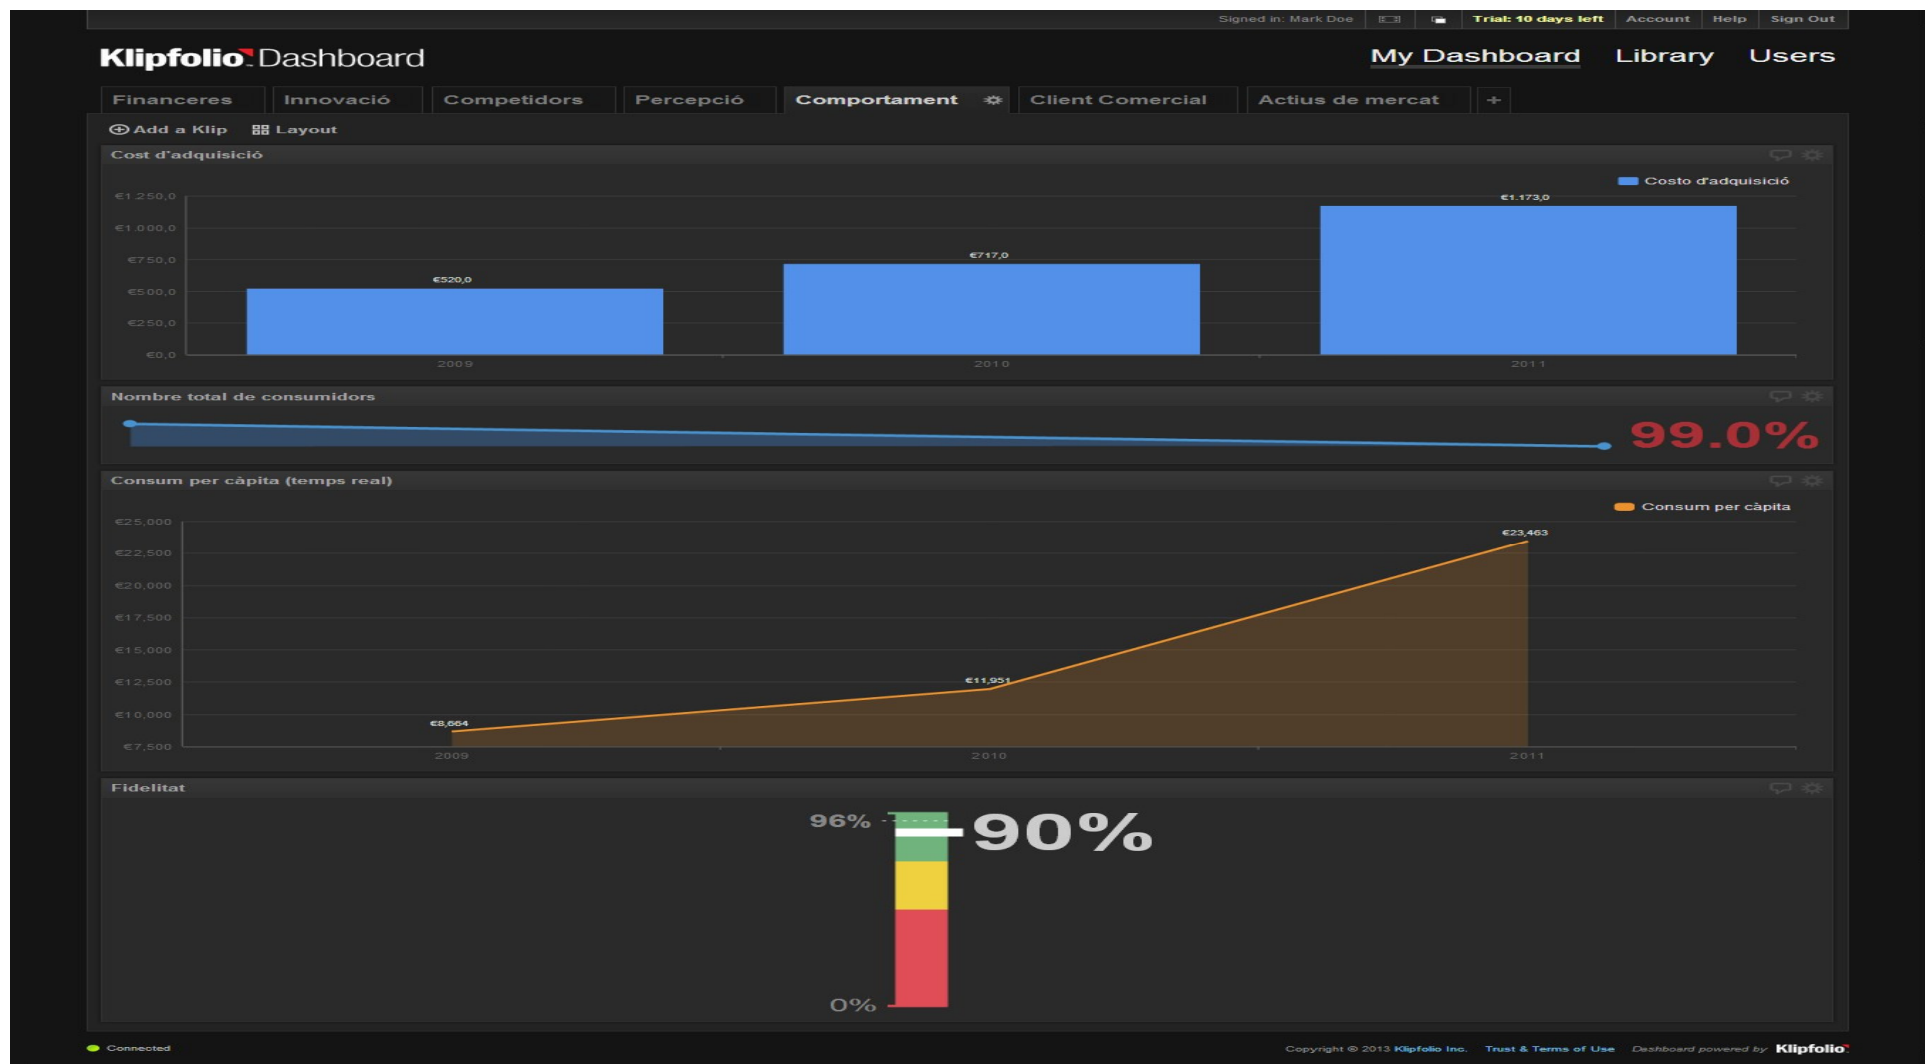 Signed in: Mark Doe Trial: 10 days left Account Help Sign Out
Klipfolio Dashboard My Dashboard Library Users
Financeres Innovació Competidors Percepció Comportament Client Comercial Actius de mercat +
Add a Klip Layout
Cost d'adquisició
Costo d'adquisició
€1.250,0
€1.173,0
€1.000,0
€750,0
€717,0
€520,0
€500,0
€250,0
€0,0
2009 2010 2011
Nombre total de consumidors
99.0%
Consum per càpita (temps real)
Consum per càpita
€25,000
€23,463
€22,500
€20,000
€17,500
€15,000
€12,500
€11,951
€10,000
€8,664
€7,500
2009 2010 2011
Fidelitat
96% 90%
0%
Connected Copyright © 2013 Klipfolio Inc. Trust & Terms of Use Dashboard powered by Klipfolio